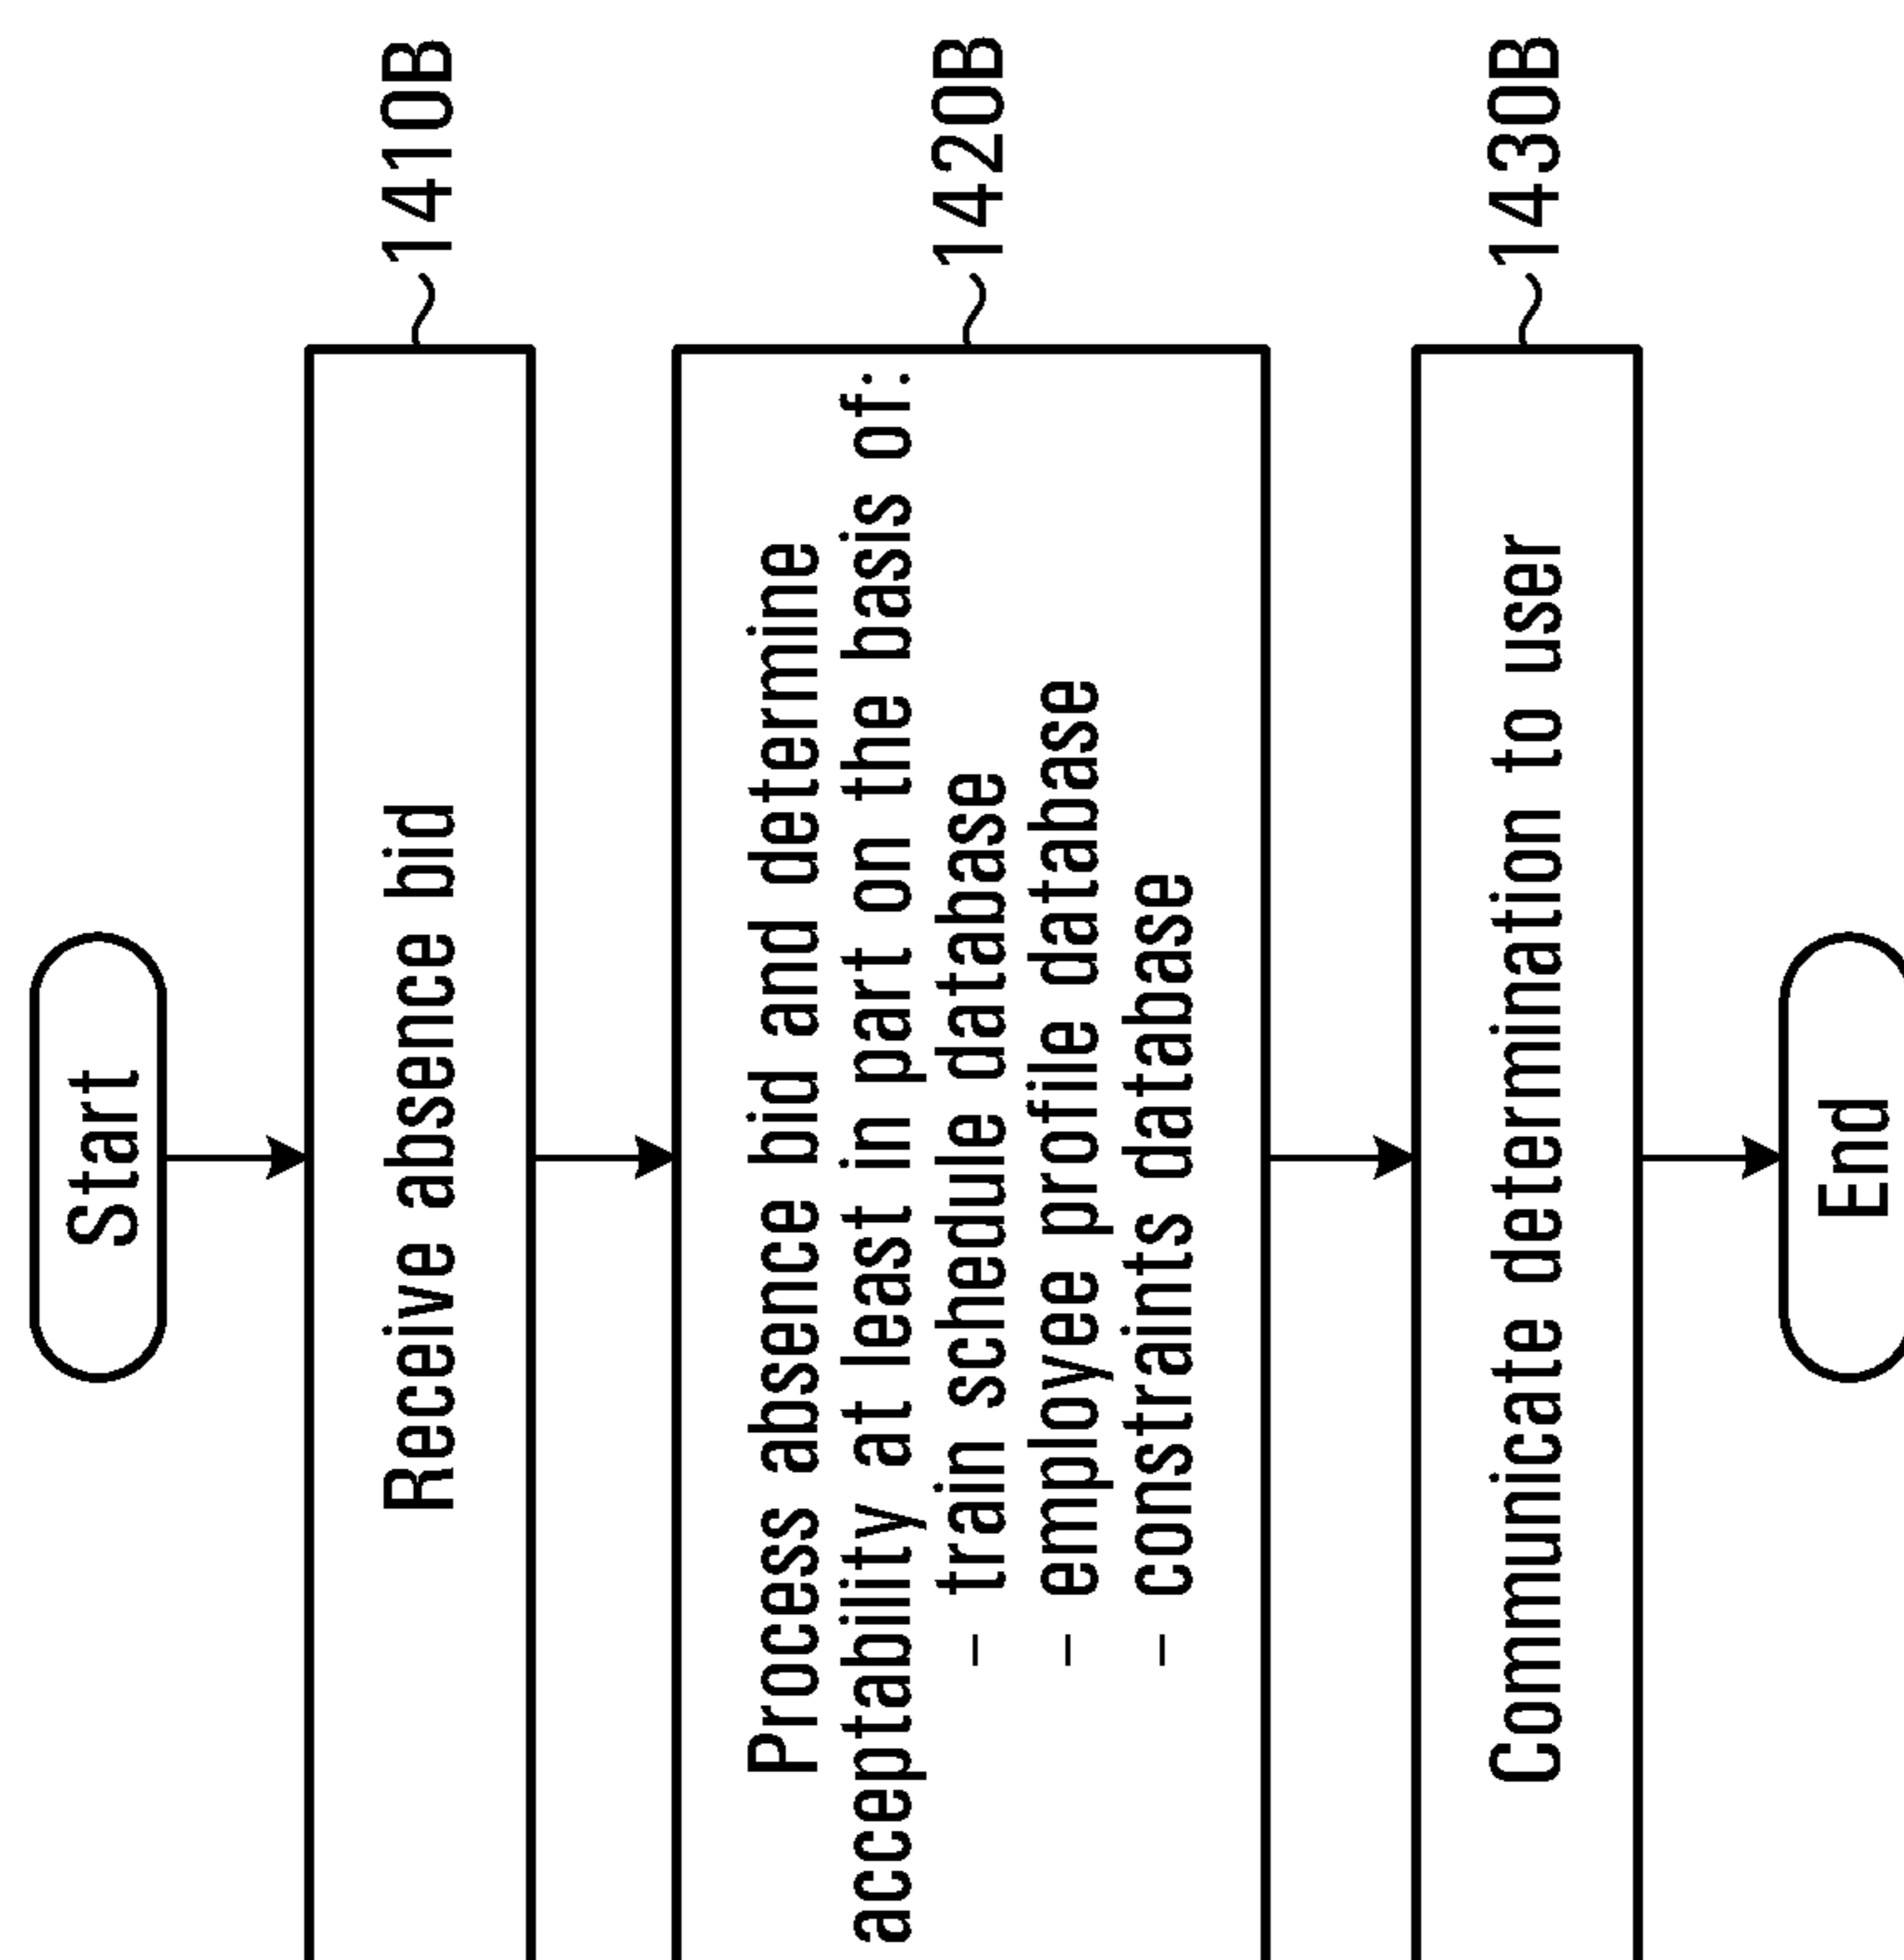 Start
Receive absence bid
1410B
Process absence bid and determine
acceptability at least in part on the basis of:
- train schedule database
- employee profile database
- constraints database
1420B
Communicate determination to user
1430B
End